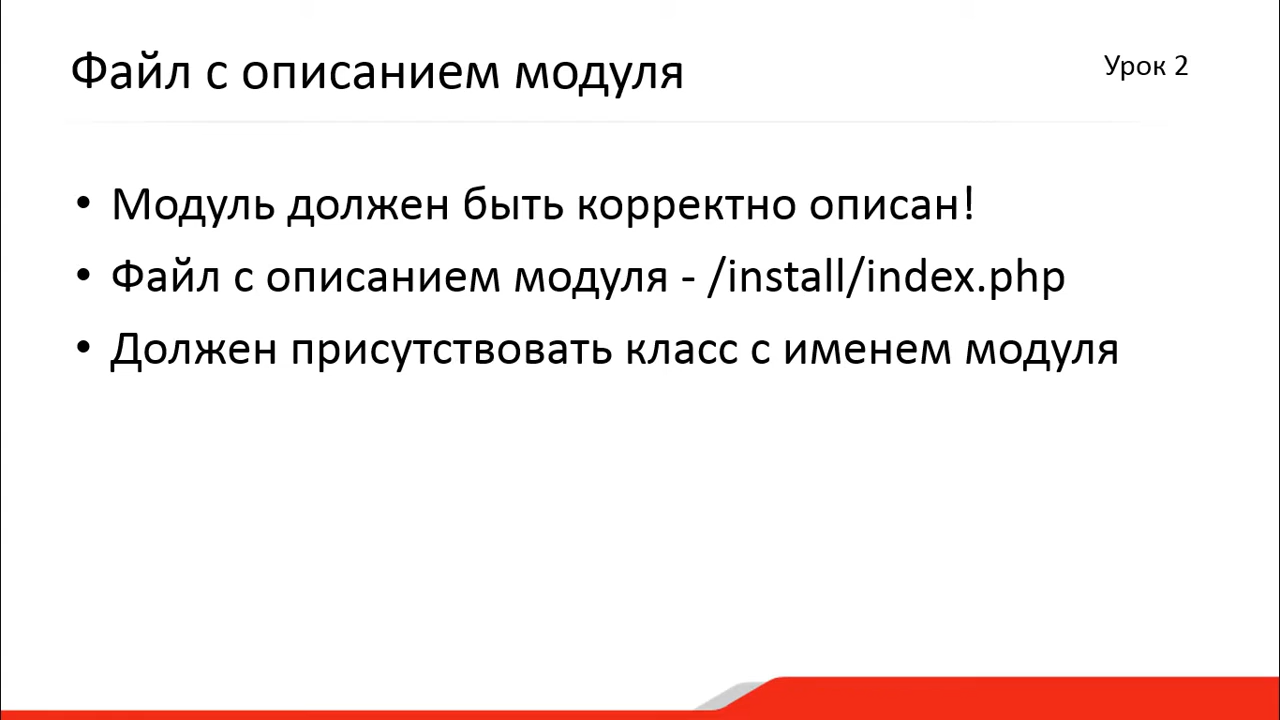 Файл с описанием модуля
Урок 2
• Модуль должен быть корректно описан!
• Файл с описанием модуля - /install/index.php
• Должен присутствовать класс с именем модуля